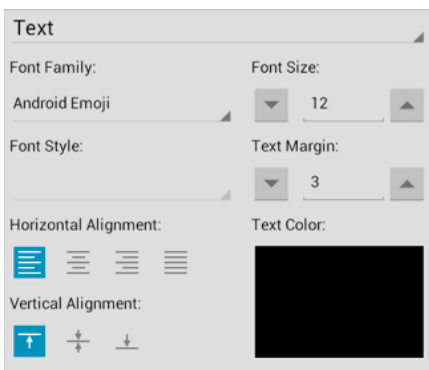 Text
Font Family:
Font Size:
Android Emoji
12
Font Style:
Text Margin:
3
Horizontal Alignment:
Text Color:
Vertical Alignment: